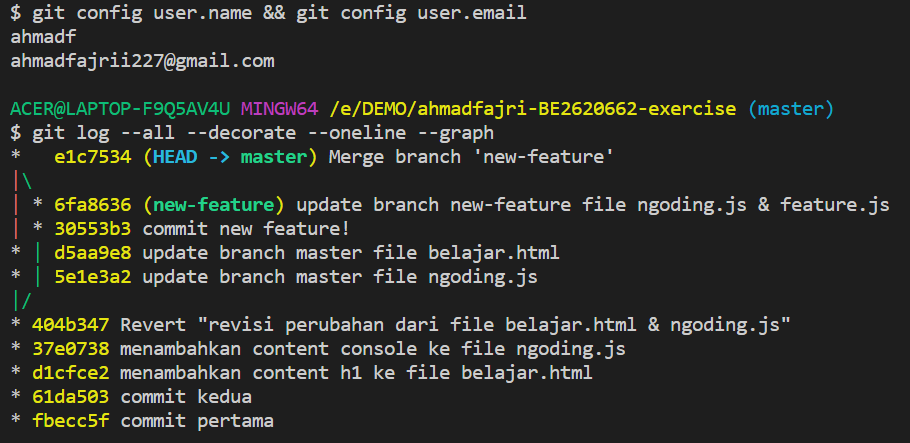 $ git config user.name && git config user.email
ahmadf
ahmadfajrii227@gmail.com
ACER@LAPTOP-F9Q5AV4U MINGW64 /e/DEMO/ahmadfajri-BE2620662-exercise (master)
$ git log --all --decorate --oneline --graph
*   e1c7534 (HEAD -> master) Merge branch 'new-feature'
|\
| * 6fa8636 (new-feature) update branch new-feature file ngoding.js & feature.js
| * 30553b3 commit new feature!
* | d5aa9e8 update branch master file belajar.html
* | 5e1e3a2 update branch master file ngoding.js
|/
* 404b347 Revert "revisi perubahan dari file belajar.html & ngoding.js"
* 37e0738 menambahkan content console ke file ngoding.js
* d1cfce2 menambahkan content h1 ke file belajar.html
* 61da503 commit kedua
* fbecc5f commit pertama